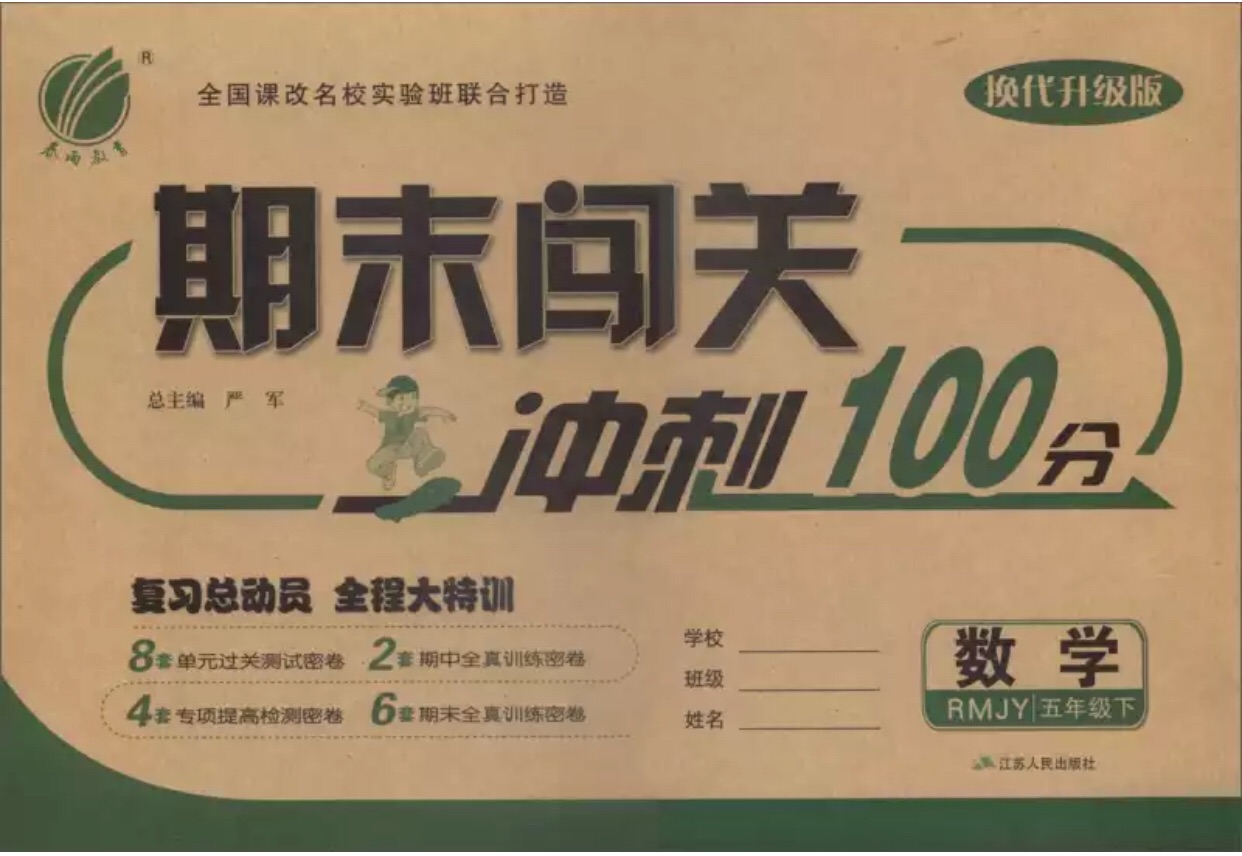 ®
春雨教育
全国课改名校实验班联合打造
换代升级版
期末闯关
总主编 严 军
冲刺100分
复习总动员 全程大特训
8套单元过关测试密卷 2套期中全真训练密卷
4套专项提高检测密卷 6套期末全真训练密卷
学校
班级
姓名
数学
RMJY|五年级下
江苏人民出版社